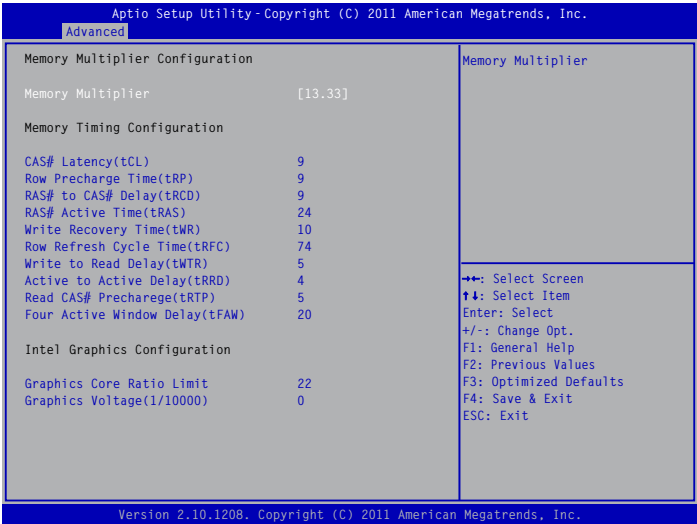 Aptio Setup Utility - Copyright (C) 2011 American Megatrends, Inc.
Advanced
Memory Multiplier Configuration
Memory Multiplier [13.33]
Memory Timing Configuration
CAS# Latency(tCL) 9
Row Precharge Time(tRP) 9
RAS# to CAS# Delay(tRCD) 9
RAS# Active Time(tRAS) 24
Write Recovery Time(tWR) 10
Row Refresh Cycle Time(tRFC) 74
Write to Read Delay(tWTR) 5
Active to Active Delay(tRRD) 4
Read CAS# Precharege(tRTP) 5
Four Active Window Delay(tFAW) 20
Intel Graphics Configuration
Graphics Core Ratio Limit 22
Graphics Voltage(1/10000) 0
Memory Multiplier
→←: Select Screen
↑↓: Select Item
Enter: Select
+/-: Change Opt.
F1: General Help
F2: Previous Values
F3: Optimized Defaults
F4: Save & Exit
ESC: Exit
Version 2.10.1208. Copyright (C) 2011 American Megatrends, Inc.